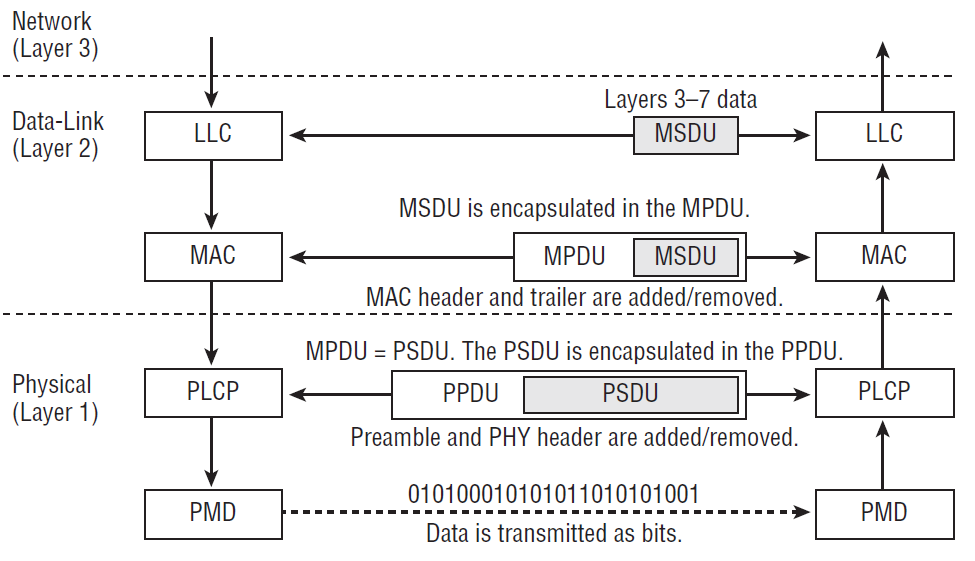 Network
(Layer 3)
Data-Link
(Layer 2)
Layers 3–7 data
LLC
MSDU
LLC
MSDU is encapsulated in the MPDU.
MAC
MPDU
MSDU
MAC
MAC header and trailer are added/removed.
MPDU = PSDU. The PSDU is encapsulated in the PPDU.
Physical
(Layer 1)
PLCP
PPDU
PSDU
PLCP
Preamble and PHY header are added/removed.
0101000101011010101001
PMD
PMD
Data is transmitted as bits.